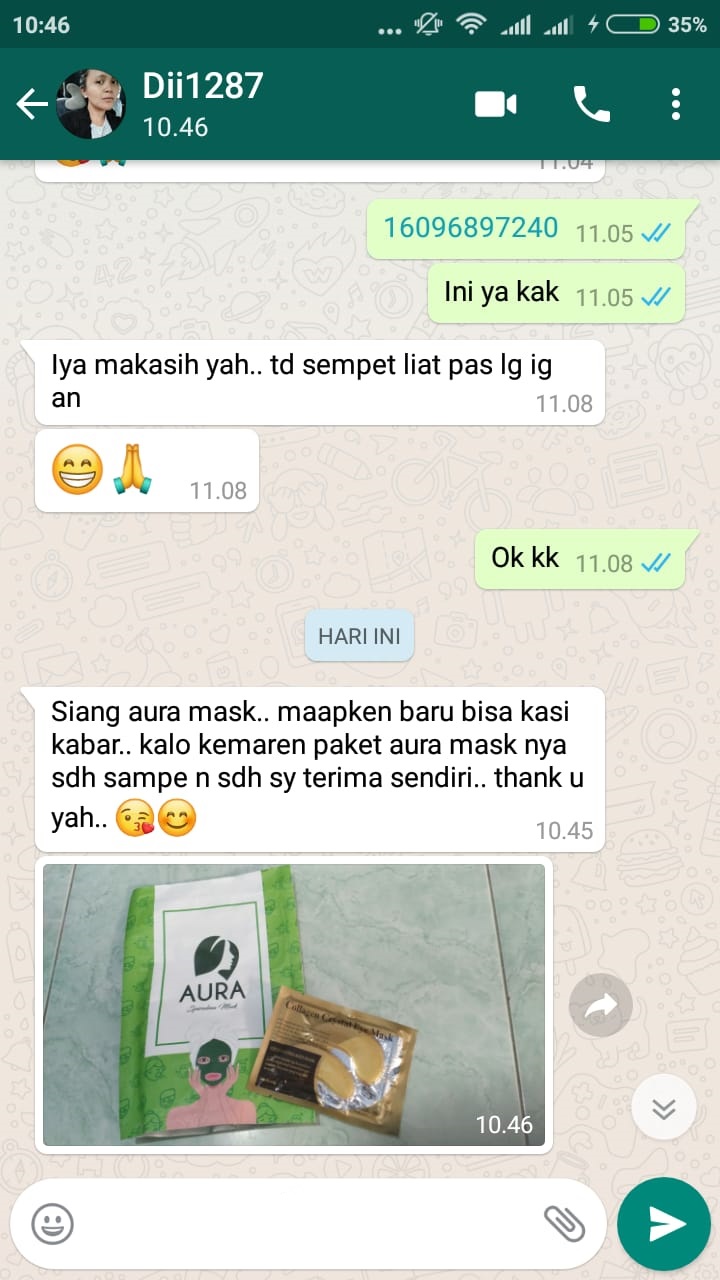 10:46
35%
Dii1287
10.46
11.04
16096897240 11.05
Ini ya kak 11.05
Iya makasih yah.. td sempet liat pas lg ig
an
11.08
11.08
Ok kk 11.08
HARI INI
Siang aura mask.. maapken baru bisa kasi
kabar.. kalo kemaren paket aura mask nya
sdh sampe n sdh sy terima sendiri.. thank u
yah..
10.45
AURA
Spirulina Mask
Collagen Crystal Eye Mask
10.46